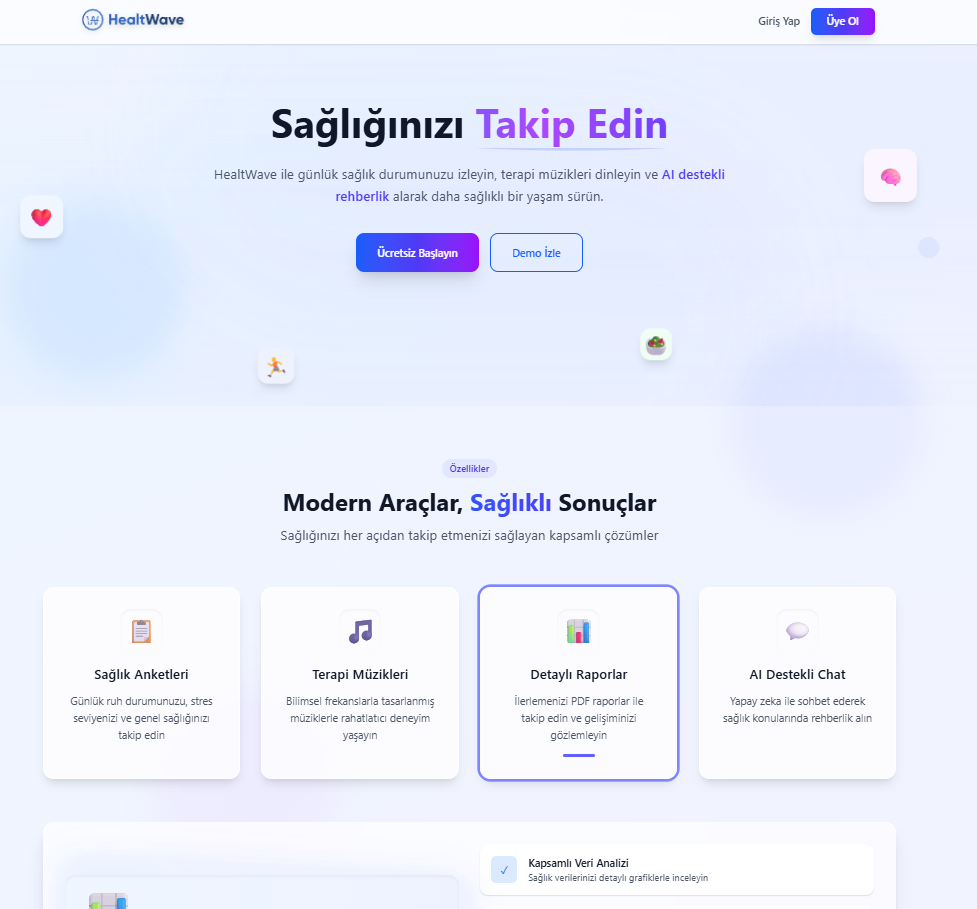 HealtWave
Giriş Yap
Üye Ol
Sağlığınızı Takip Edin
HealtWave ile günlük sağlık durumunuzu izleyin, terapi müzikleri dinleyin ve AI destekli
rehberlik alarak daha sağlıklı bir yaşam sürün.
Ücretsiz Başlayın
Demo İzle
Özellikler
Modern Araçlar, Sağlıklı Sonuçlar
Sağlığınızı her açıdan takip etmenizi sağlayan kapsamlı çözümler
Sağlık Anketleri
Günlük ruh durumunuzu, stres
seviyenizi ve genel sağlığınızı
takip edin
Terapi Müzikleri
Bilimsel frekanslarla tasarlanmış
müziklerle rahatlatıcı deneyim
yaşayın
Detaylı Raporlar
İlerlemenizi PDF raporlar ile
takip edin ve gelişiminizi
gözlemleyin
AI Destekli Chat
Yapay zeka ile sohbet ederek
sağlık konularında rehberlik alın
Kapsamlı Veri Analizi
Sağlık verilerinizi detaylı grafiklerle inceleyin